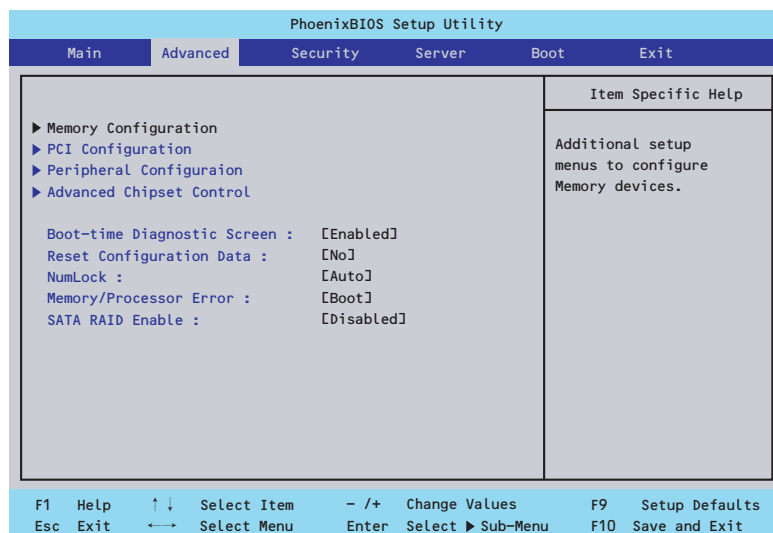 PhoenixBIOS Setup Utility
Main Advanced Security Server Boot Exit
Item Specific Help
▶ Memory Configuration
▶ PCI Configuration
▶ Peripheral Configuraion
▶ Advanced Chipset Control
Boot-time Diagnostic Screen : [Enabled]
Reset Configuration Data : [No]
NumLock : [Auto]
Memory/Processor Error : [Boot]
SATA RAID Enable : [Disabled]
Additional setup
menus to configure
Memory devices.
F1 Help ↑↓ Select Item - /+ Change Values F9 Setup Defaults
Esc Exit ←→ Select Menu Enter Select ▶ Sub-Menu F10 Save and Exit